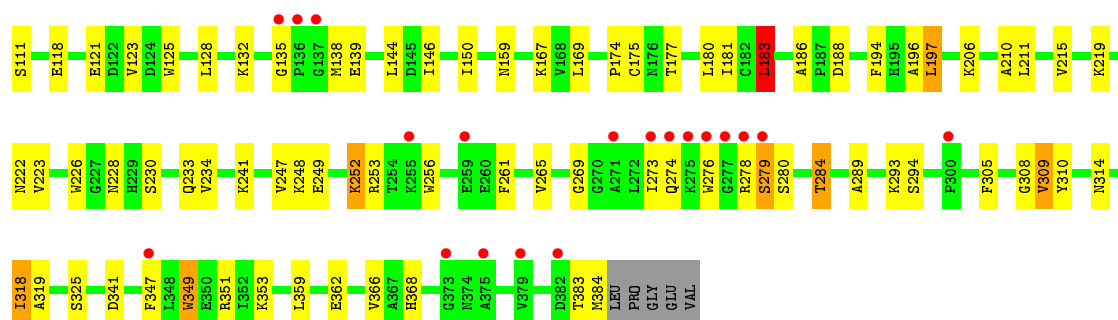 S111 E118 E121 D122 V123 D124 W125 L128 K132 G135 P136 G137 M138 E139 L144 D145 I146 I150 N159 K167 V168 L169 P174 C175 N176 T177 L180 I181 C182 L183 A186 P187 D188 F194 H195 A196 L197 K206 A210 L211 V215 K219
N222 V223 W226 G227 N228 H229 S230 Q233 V234 K241 V247 K248 E249 K252 R253 T254 K255 W256 E259 E260 F261 V265 G269 G270 A271 L272 I273 Q274 K275 W276 G277 R278 S279 S280 T284 A289 K293 S294 P300 F305 G308 V309 Y310 N314
I318 A319 S325 D341 F347 L348 W349 E350 R351 I352 K353 L359 E362 V366 A367 H368 G373 N374 A375 V379 D382 T383 M384 LEU PRO GLY GLU VAL